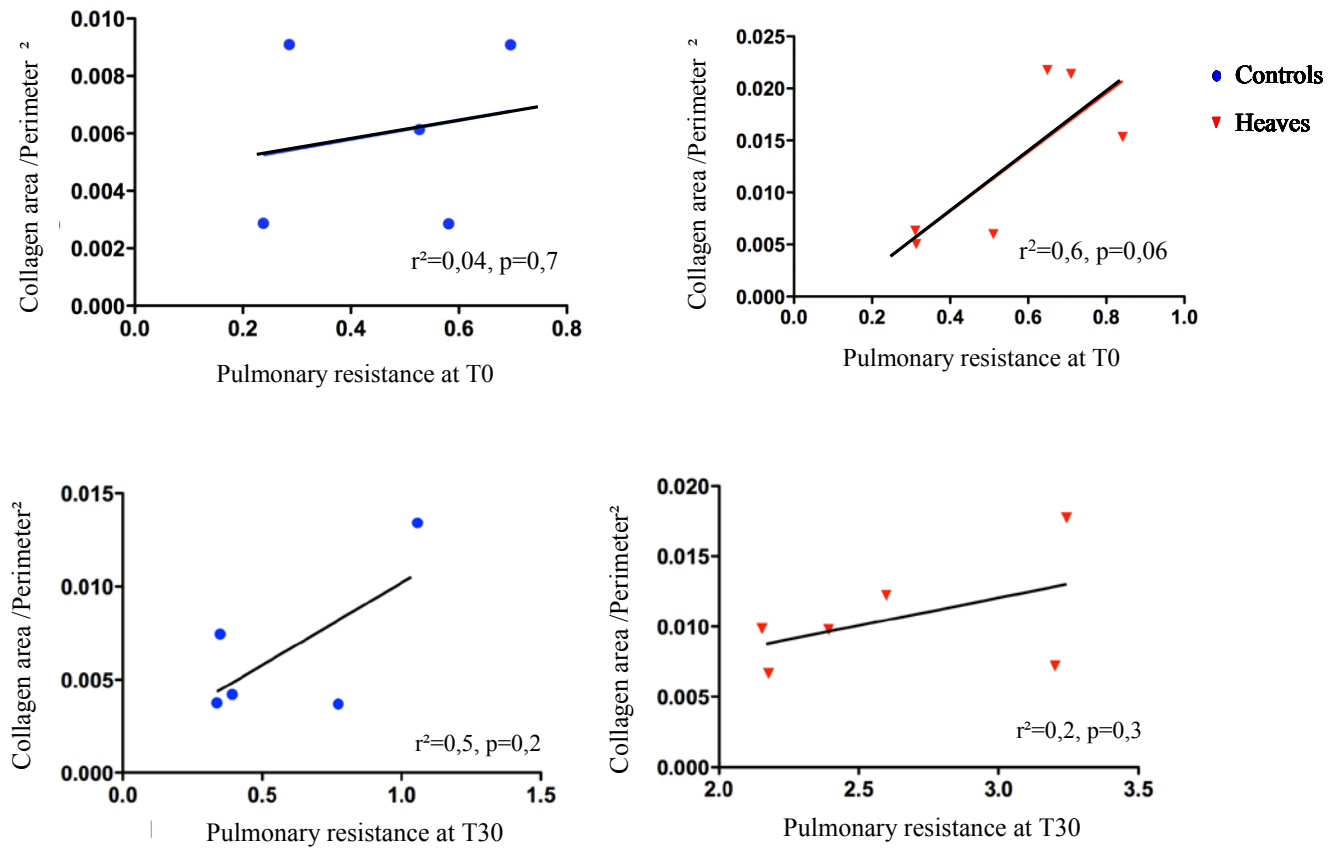 Collagen area /Perimeter ²
0.010
0.008
0.006
0.004
0.002
0.000
0.0 0.2 0.4 0.6 0.8
r²=0,04, p=0,7
Pulmonary resistance at T0
Collagen area /Perimeter ²
0.025
0.020
0.015
0.010
0.005
0.000
0.0 0.2 0.4 0.6 0.8 1.0
r²=0,6, p=0,06
Pulmonary resistance at T0
Controls
Heaves
Collagen area /Perimeter²
0.015
0.010
0.005
0.000
0.0 0.5 1.0 1.5
r²=0,5, p=0,2
Pulmonary resistance at T30
Collagen area /Perimeter²
0.020
0.015
0.010
0.005
0.000
2.0 2.5 3.0 3.5
r²=0,2, p=0,3
Pulmonary resistance at T30